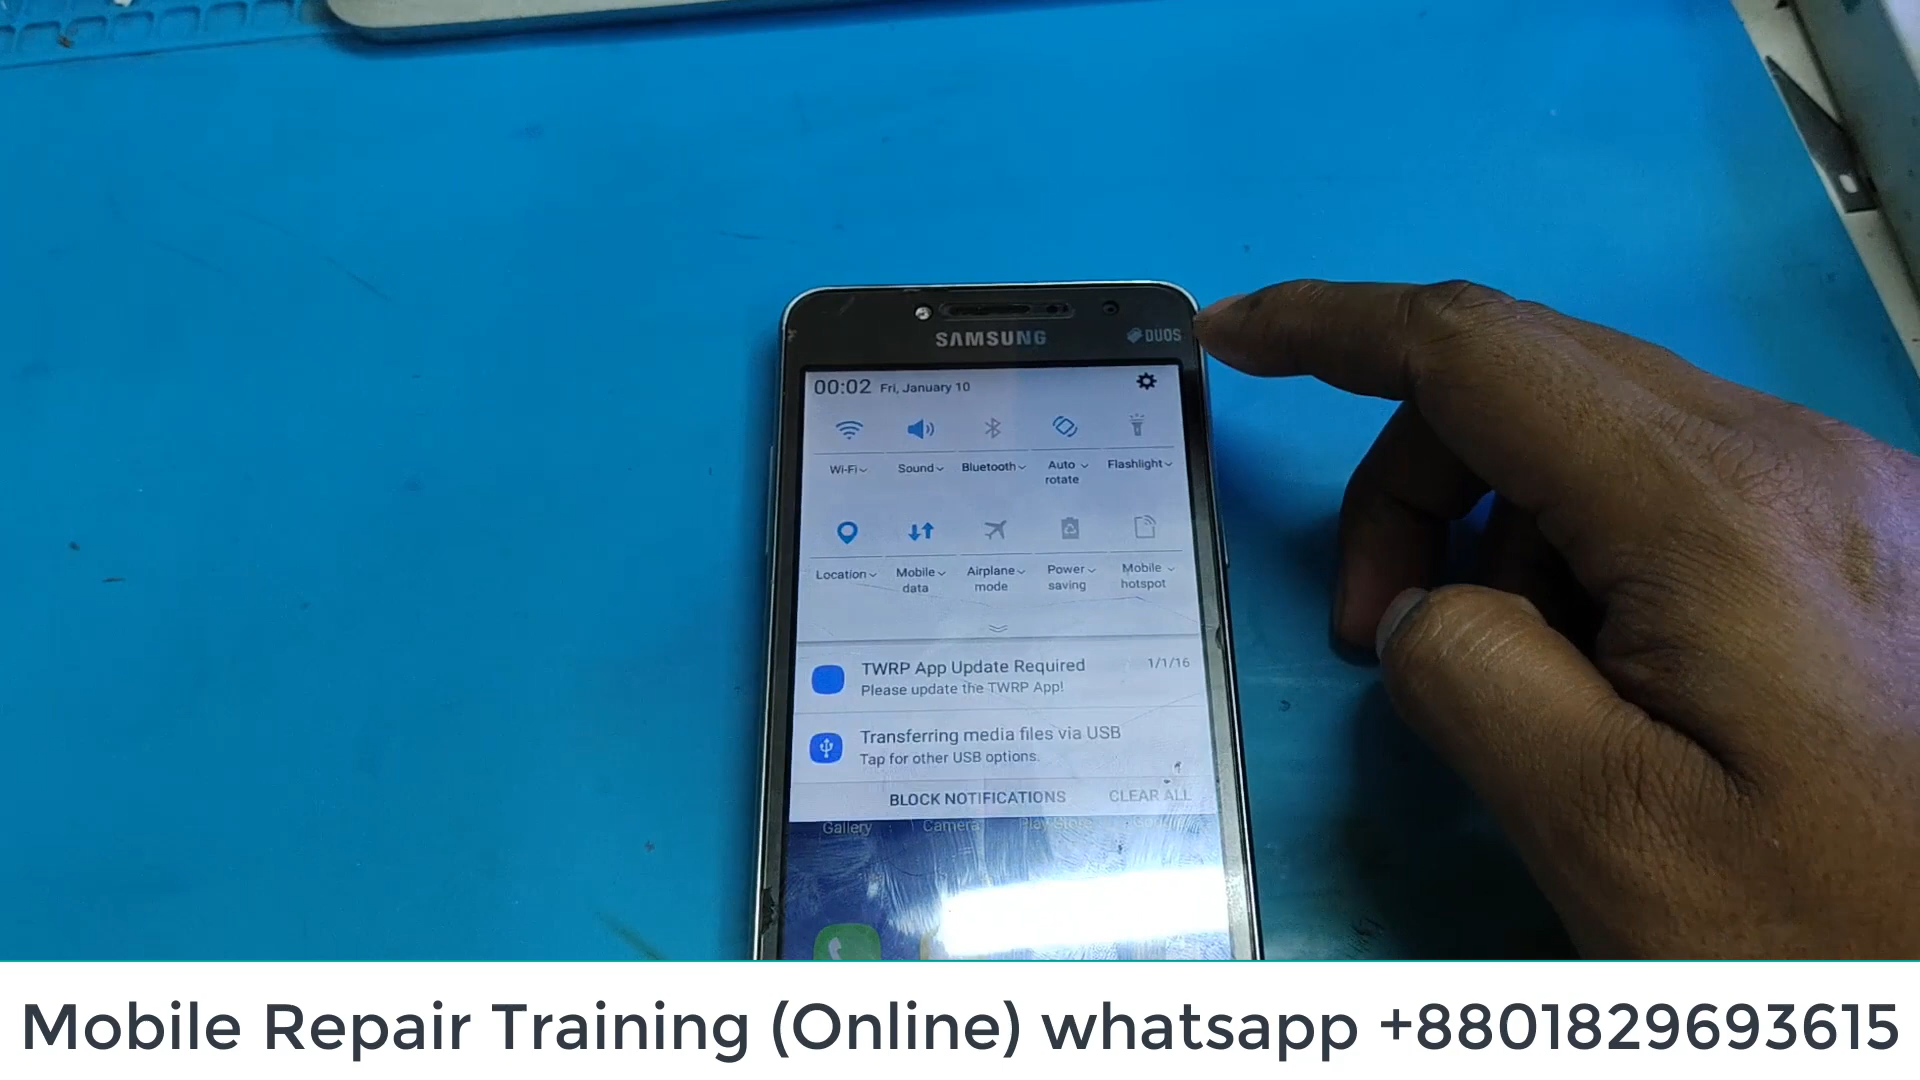 SAMSUNG
DUOS
00:02 Fri, January 10
Wi-Fi Sound Bluetooth Auto rotate Flashlight
Location Mobile data Airplane mode Power saving Mobile hotspot
TWRP App Update Required 1/1/16
Please update the TWRP App!
Transferring media files via USB
Tap for other USB options.
BLOCK NOTIFICATIONS CLEAR ALL
Gallery Camera Play Store
Mobile Repair Training (Online) whatsapp +8801829693615